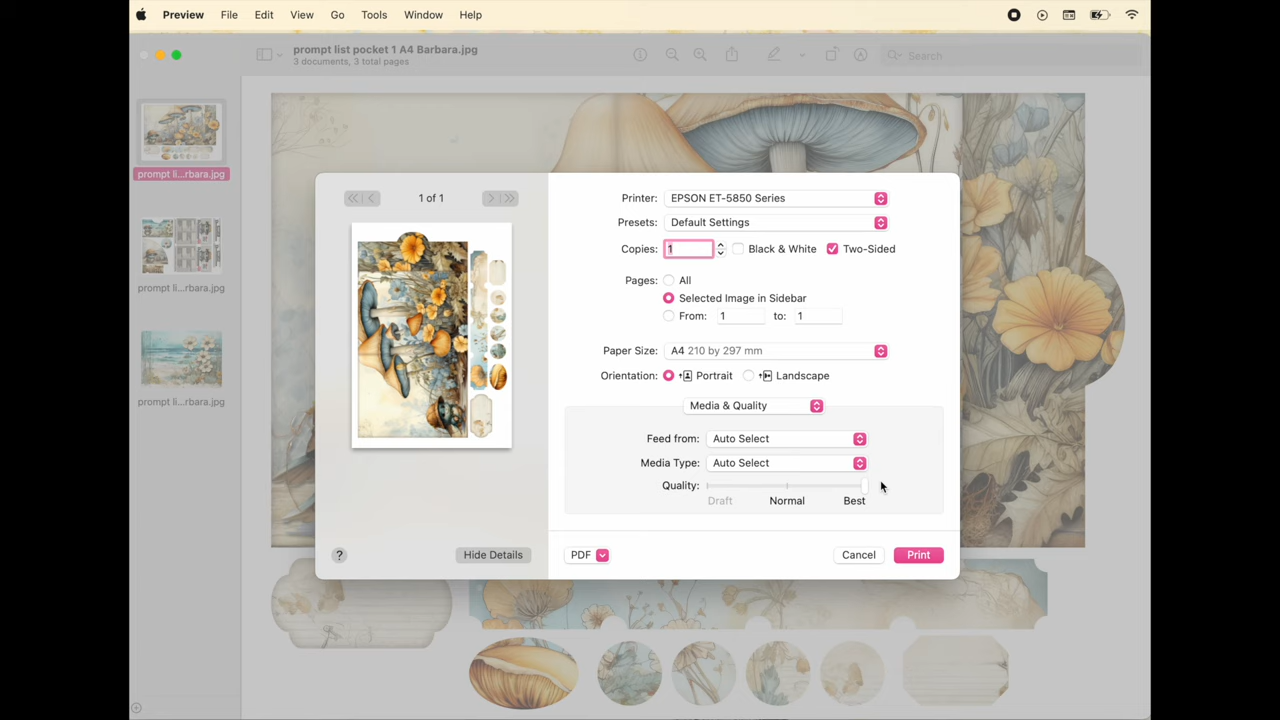 Preview File Edit View Go Tools Window Help
prompt list pocket 1 A4 Barbara.jpg
3 documents, 3 total pages
Search
prompt li...rbara.jpg
prompt li...rbara.jpg
prompt li...rbara.jpg
1 of 1
Hide Details
?
Printer: EPSON ET-5850 Series
Presets: Default Settings
Copies: 1 Black & White Two-Sided
Pages: All
Selected Image in Sidebar
From: 1 to: 1
Paper Size: A4 210 by 297 mm
Orientation: Portrait Landscape
Media & Quality
Feed from: Auto Select
Media Type: Auto Select
Quality:
Draft Normal Best
PDF Cancel Print